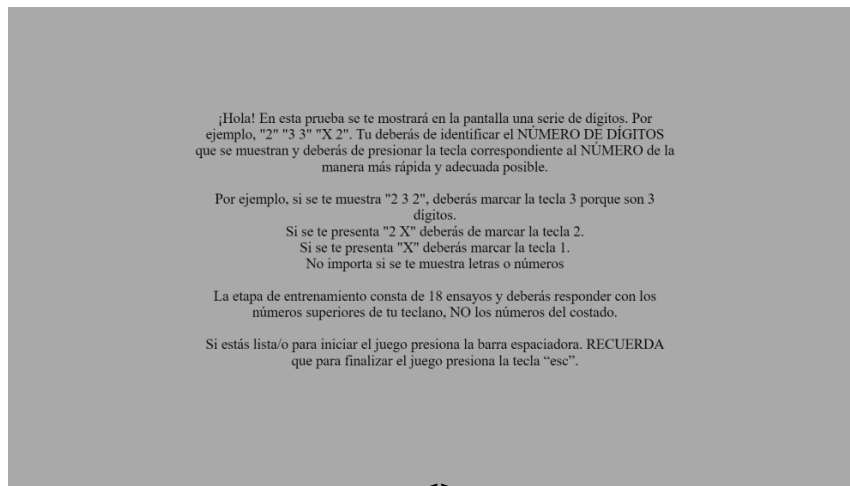 ¡Hola! En esta prueba se te mostrará en la pantalla una serie de dígitos. Por
ejemplo, "2" "3 3" "X 2". Tu deberás de identificar el NÚMERO DE DÍGITOS
que se muestran y deberás de presionar la tecla correspondiente al NÚMERO de la
manera más rápida y adecuada posible.
Por ejemplo, si se te muestra "2 3 2", deberás marcar la tecla 3 porque son 3
dígitos.
Si se te presenta "2 X" deberás de marcar la tecla 2.
Si se te presenta "X" deberás marcar la tecla 1.
No importa si se te muestra letras o números
La etapa de entrenamiento consta de 18 ensayos y deberás responder con los
números superiores de tu teclano, NO los números del costado.
Si estás lista/o para iniciar el juego presiona la barra espaciadora. RECUERDA
que para finalizar el juego presiona la tecla “esc”.